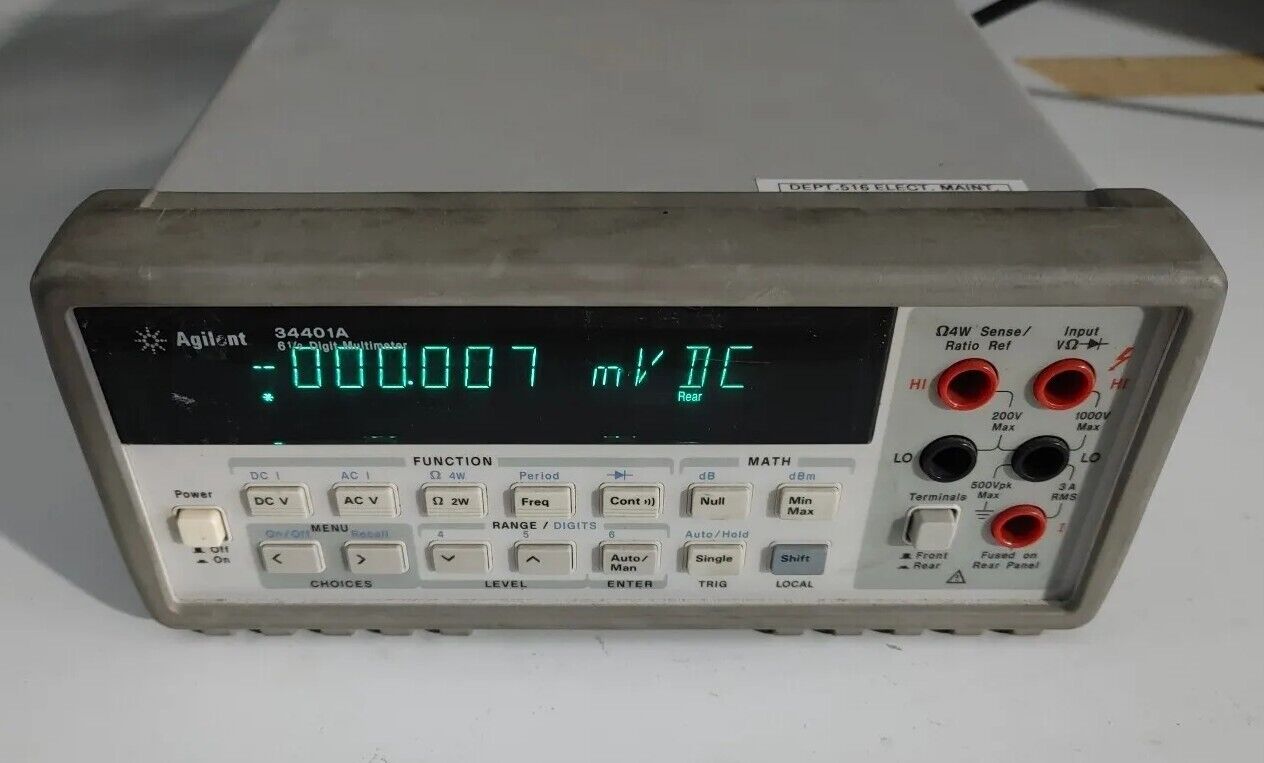 DEPT.516 ELECT. MAINT.
Agilent 34401A
6½ Digit Multimeter
-000.007 mV DC
* Rear
Ω4W Sense/
Ratio Ref
Input
VΩ
HI HI
200V
Max
1000V
Max
LO LO
500Vpk
Max
3A
RMS
Terminals
I
Front
Rear
Fused on
Rear Panel
FUNCTION MATH
DC I AC I Ω 4W Period dB dBm
Power
DC V AC V Ω 2W Freq Cont Null Min
Max
Off
On
MENU RANGE / DIGITS
On/Off Recall 4 5 6 Auto/Hold
< > Auto/
Man Single Shift
CHOICES LEVEL ENTER TRIG LOCAL